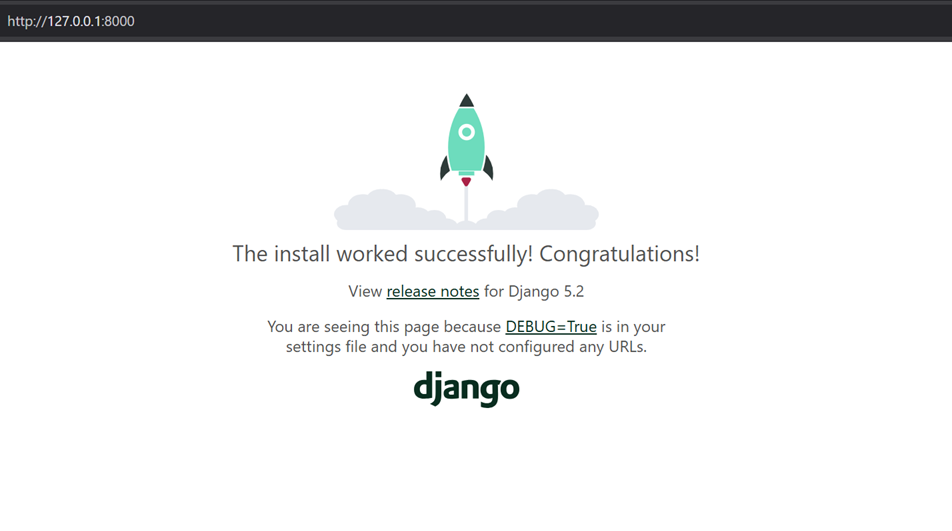 http://127.0.0.1:8000
The install worked successfully! Congratulations!
View release notes for Django 5.2
You are seeing this page because DEBUG=True is in your
settings file and you have not configured any URLs.
django